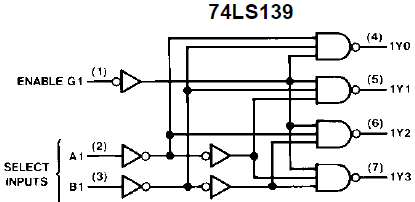 74LS139
(4) 1Y0
ENABLE G1 (1)
(5) 1Y1
(6) 1Y2
SELECT INPUTS
A1 (2)
B1 (3)
(7) 1Y3